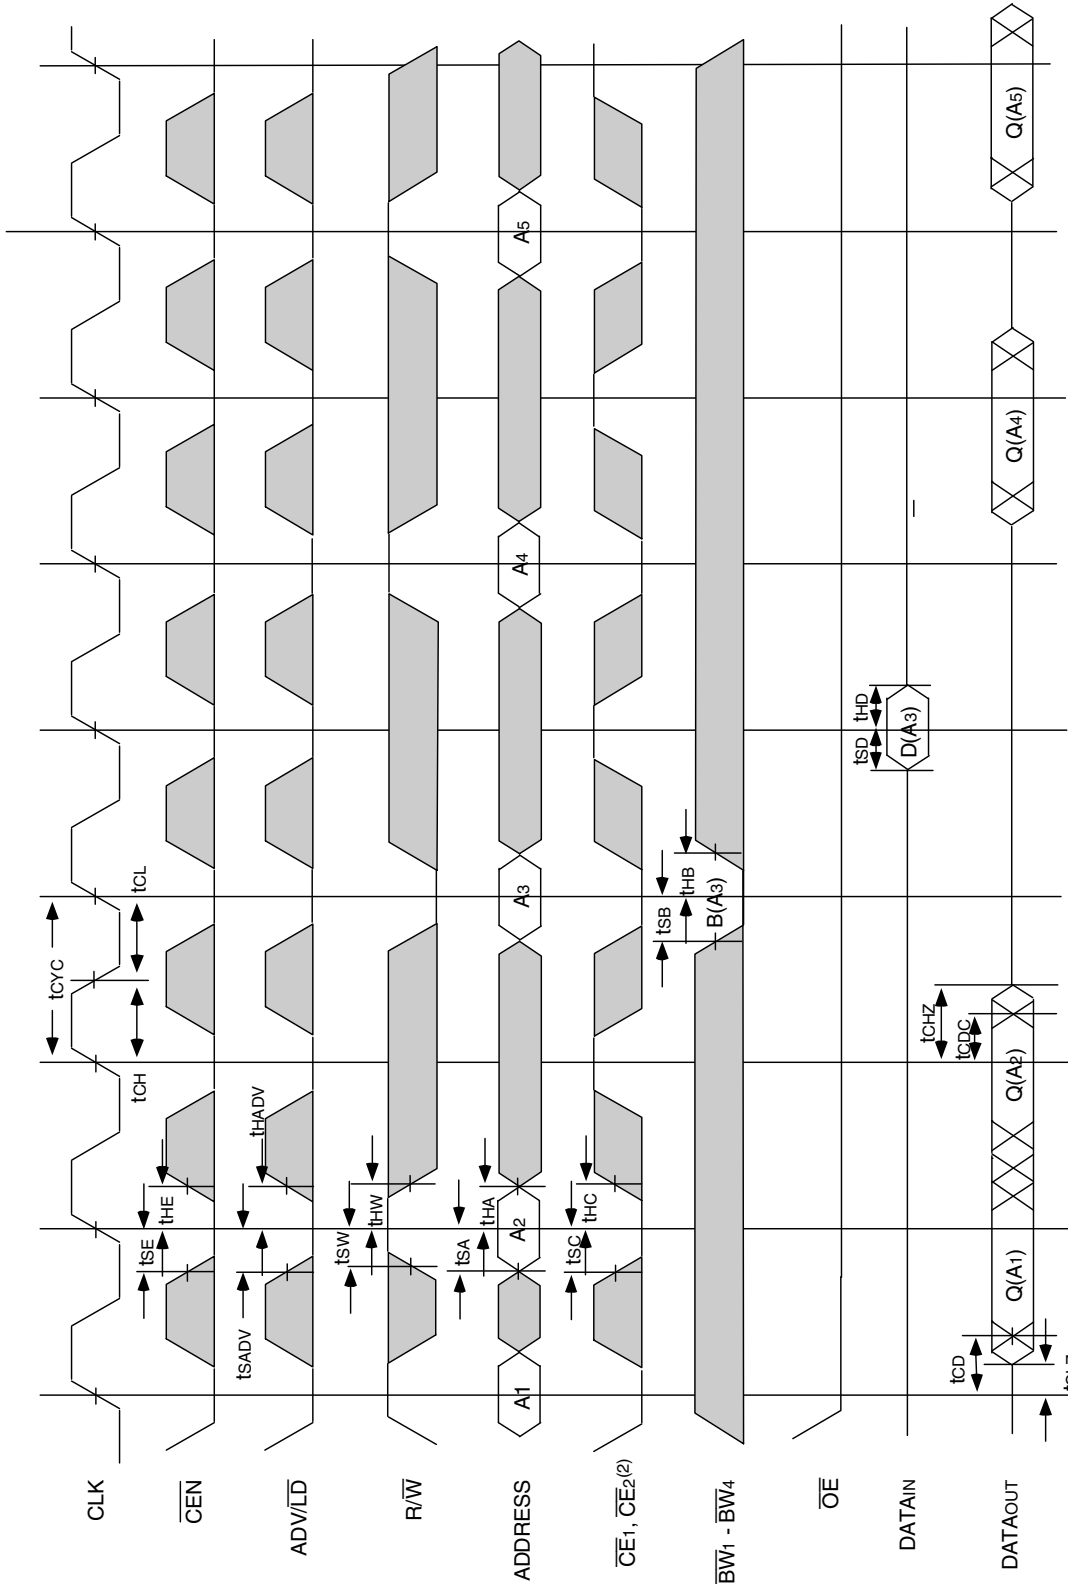 CLK
tCYC
tCH
tCL
CEN
tSE
tHE
ADV/LD
tSADV
tHADV
R/W
tSW
tHW
ADDRESS
A1
tSA
tHA
A2
A3
A4
A5
CE1, CE2(2)
tSC
tHC
BW1 - BW4
tSB
tHB
B(A3)
OE
DATAIN
tSD
tHD
D(A3)
DATAOUT
tCD
Q(A1)
tCHZ
tCDC
Q(A2)
Q(A4)
Q(A5)